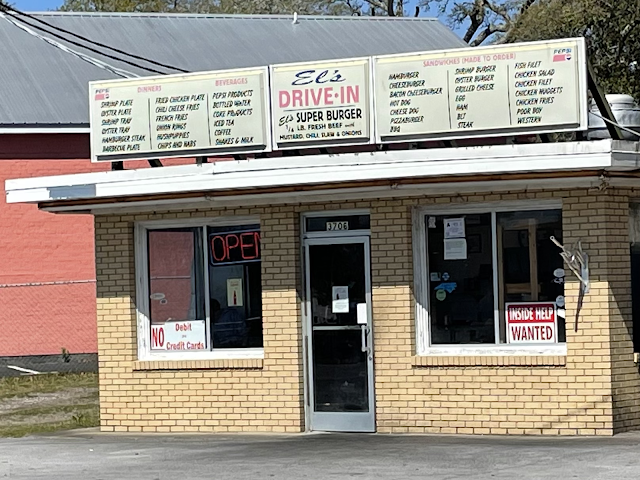 PEPSI
DINNERS
SHRIMP PLATE
OYSTER PLATE
SHRIMP TRAY
OYSTER TRAY
HAMBURGER STEAK
BARBECUE PLATE
FRIED CHICKEN PLATE
CHILI CHEESE FRIES
FRENCH FRIES
ONION RINGS
HUSHPUPPIES
CHIPS AND NABS
BEVERAGES
PEPSI PRODUCTS
BOTTLED WATER
COKE PRODUCTS
ICED TEA
COFFEE
SHAKES & MILK
EL's
DRIVE-IN
EL's SUPER BURGER
1/4 LB. FRESH BEEF WITH
MUSTARD, CHILI, SLAW & ONIONS
SANDWICHES (MADE TO ORDER)
PEPSI
HAMBURGER
CHEESEBURGER
BACON CHEESEBURGER
HOT DOG
CHEESE DOG
PIZZABURGER
BBQ
SHRIMP BURGER
OYSTER BURGER
GRILLED CHEESE
EGG
HAM
BLT
STEAK
FISH FILET
CHICKEN SALAD
CHICKEN FILET
CHICKEN NUGGETS
CHICKEN FRIES
POOR BOY
WESTERN
3706
OPEN
NO Debit
or
Credit Cards
INSIDE HELP
WANTED